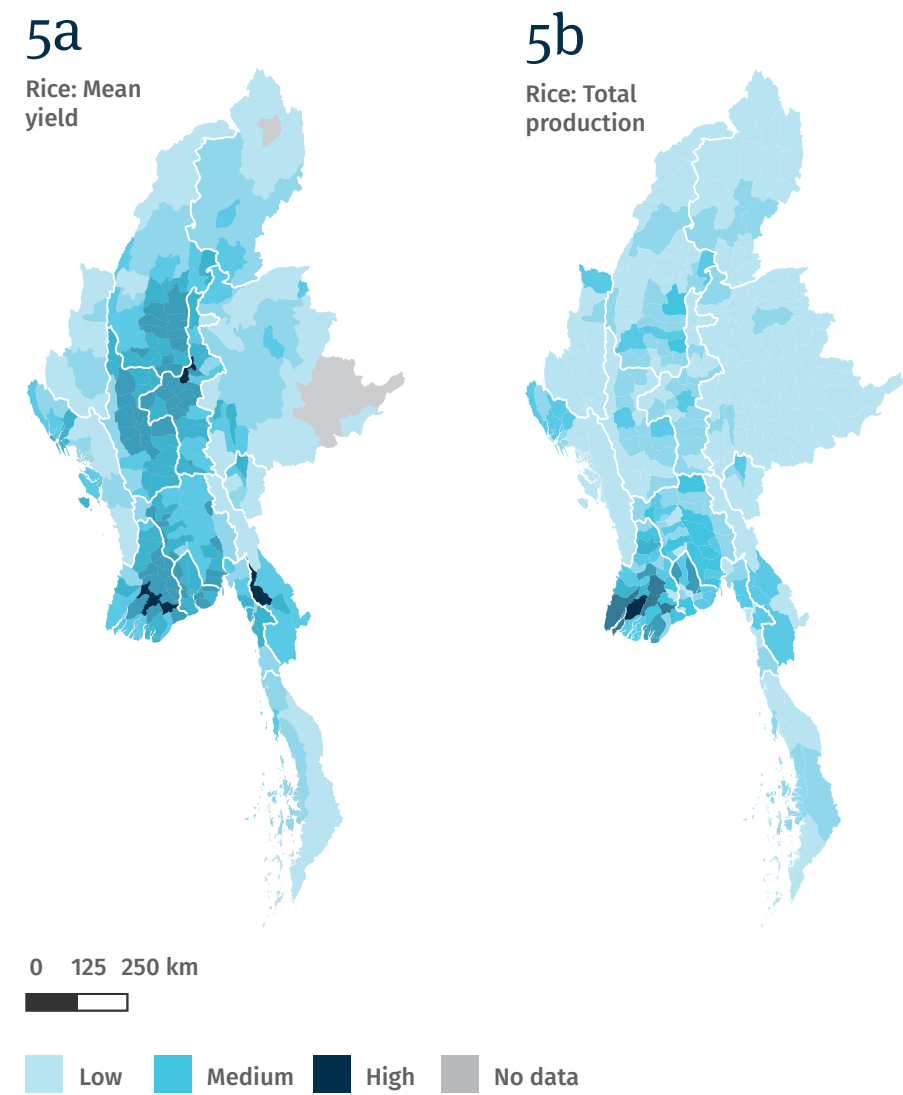 5a
Rice: Mean
yield
5b
Rice: Total
production
0 125 250 km
Low Medium High No data